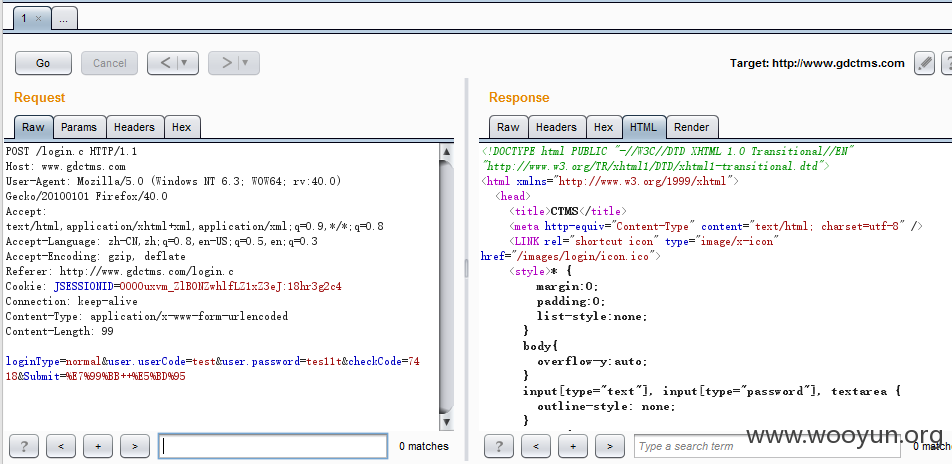 1 × ...
Go Cancel < > Target: http://www.gdctms.com ?
Request
Raw Params Headers Hex
POST /login.c HTTP/1.1
Host: www.gdctms.com
User-Agent: Mozilla/5.0 (Windows NT 6.3; WOW64; rv:40.0)
Gecko/20100101 Firefox/40.0
Accept:
text/html,application/xhtml+xml,application/xml;q=0.9,*/*;q=0.8
Accept-Language: zh-CN,zh;q=0.8,en-US;q=0.5,en;q=0.3
Accept-Encoding: gzip, deflate
Referer: http://www.gdctms.com/login.c
Cookie: JSESSIONID=0000uxvm_ZlBONZwhlfLZ1xZ3eJ:18hr3g2c4
Connection: keep-alive
Content-Type: application/x-www-form-urlencoded
Content-Length: 99
loginType=normal&user.userCode=test&user.password=tes11t&checkCode=74
18&Submit=%E7%99%BB++%E5%BD%95
? < + > 0 matches
Response
Raw Headers Hex HTML Render
<!DOCTYPE html PUBLIC "-//W3C//DTD XHTML 1.0 Transitional//EN"
"http://www.w3.org/TR/xhtml1/DTD/xhtml1-transitional.dtd">
<html xmlns="http://www.w3.org/1999/xhtml">
<head>
<title>CTMS</title>
<meta http-equiv="Content-Type" content="text/html; charset=utf-8" />
<LINK rel="shortcut icon" type="image/x-icon"
href="/images/login/icon.ico">
<style>* {
margin:0;
padding:0;
list-style:none;
}
body{
overflow-y:auto;
}
input[type="text"], input[type="password"], textarea {
outline-style: none;
}
? < + > Type a search term 0 match
www.wooyun.org